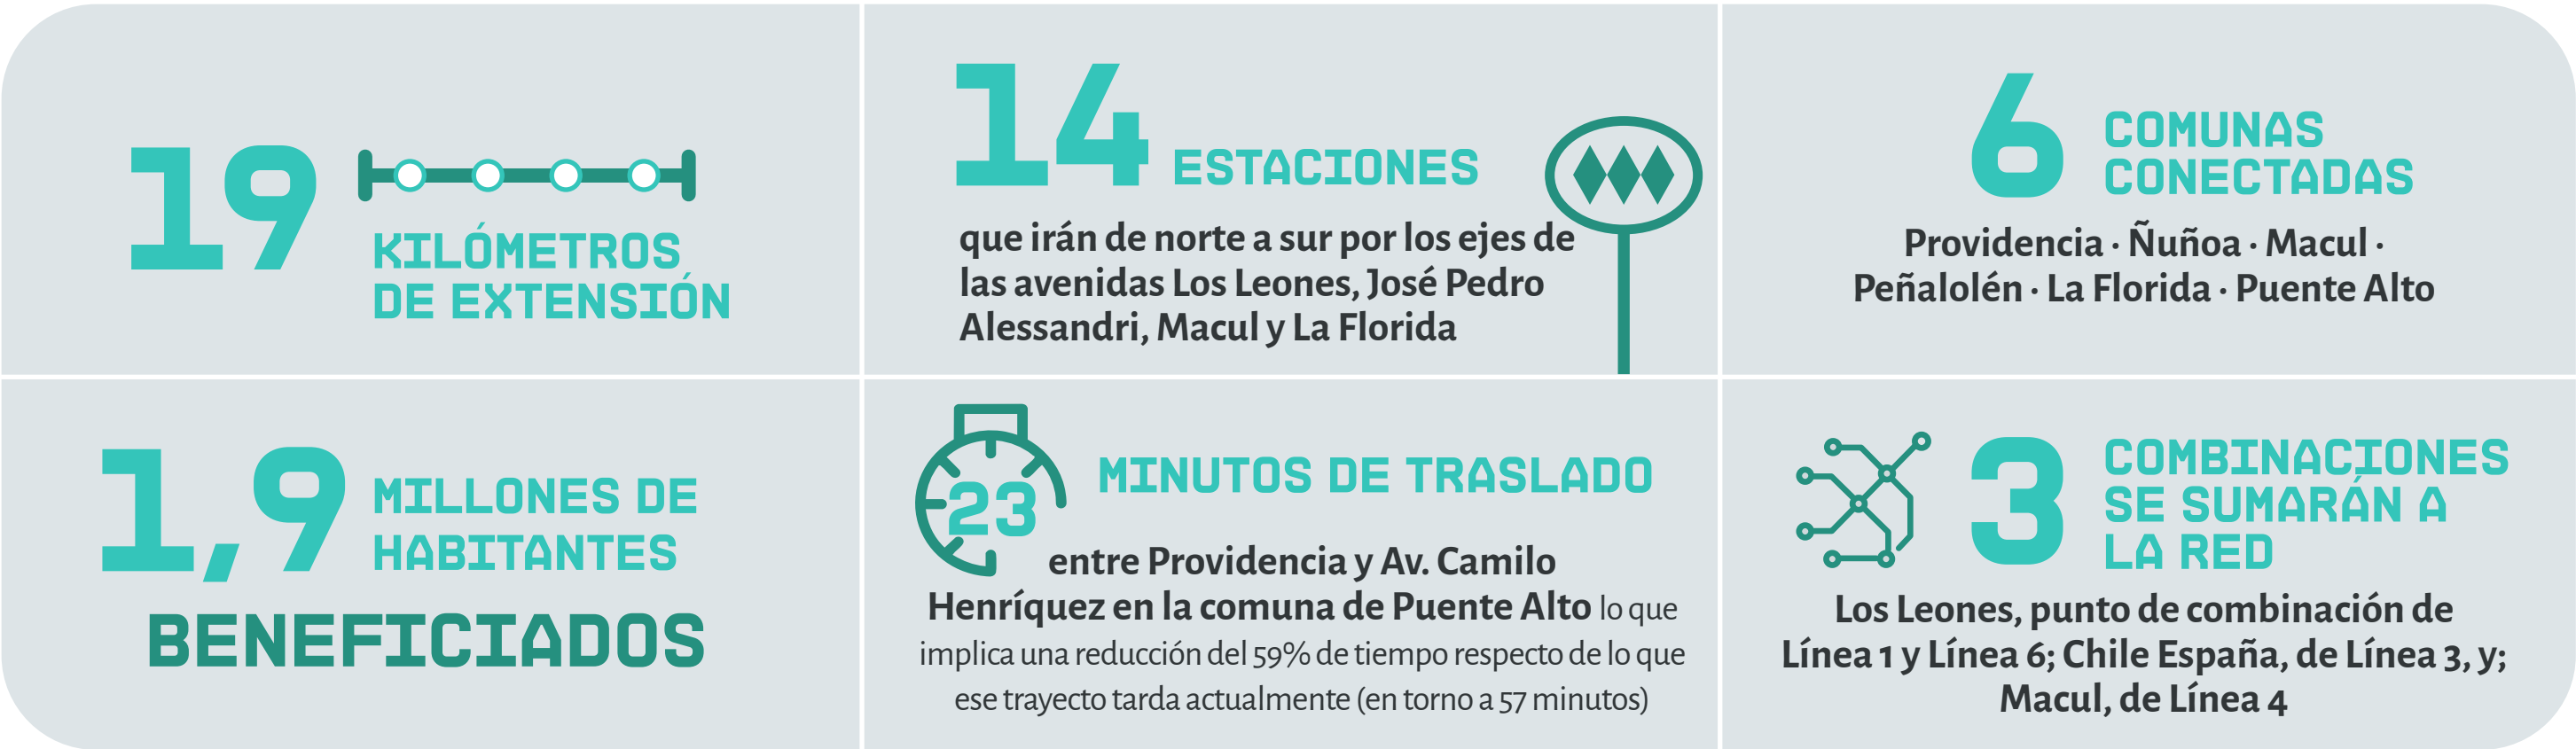 19
KILÓMETROS
DE EXTENSIÓN
14 ESTACIONES
que irán de norte a sur por los ejes de
las avenidas Los Leones, José Pedro
Alessandri, Macul y La Florida
6 COMUNAS
CONECTADAS
Providencia · Ñuñoa · Macul ·
Peñalolén · La Florida · Puente Alto
1,9 MILLONES DE
HABITANTES
BENEFICIADOS
23 MINUTOS DE TRASLADO
entre Providencia y Av. Camilo
Henríquez en la comuna de Puente Alto lo que
implica una reducción del 59% de tiempo respecto de lo que
ese trayecto tarda actualmente (en torno a 57 minutos)
3 COMBINACIONES
SE SUMARÁN A
LA RED
Los Leones, punto de combinación de
Línea 1 y Línea 6; Chile España, de Línea 3, y;
Macul, de Línea 4